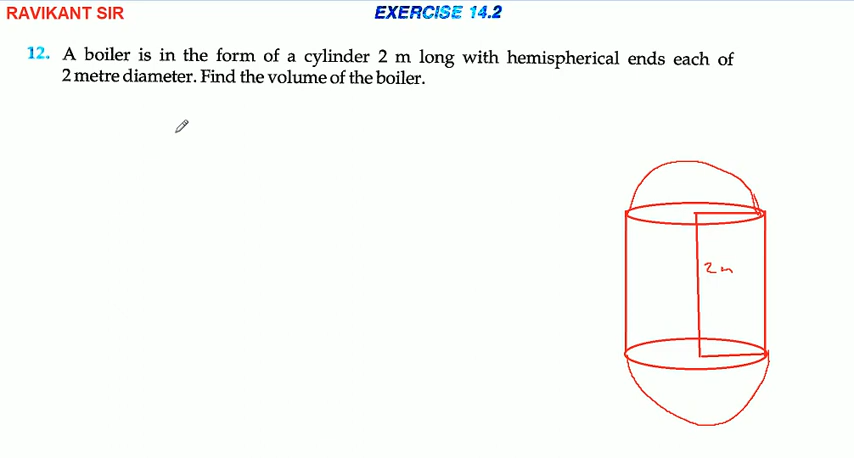 RAVIKANT SIR
EXERCISE 14.2
12. A boiler is in the form of a cylinder 2 m long with hemispherical ends each of
2 metre diameter. Find the volume of the boiler.
2m